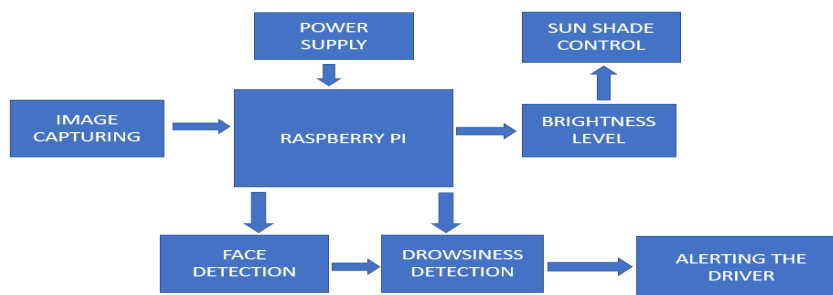 POWER
SUPPLY
SUN SHADE
CONTROL
IMAGE
CAPTURING
RASPBERRY PI
BRIGHTNESS
LEVEL
FACE
DETECTION
DROWSINESS
DETECTION
ALERTING THE
DRIVER